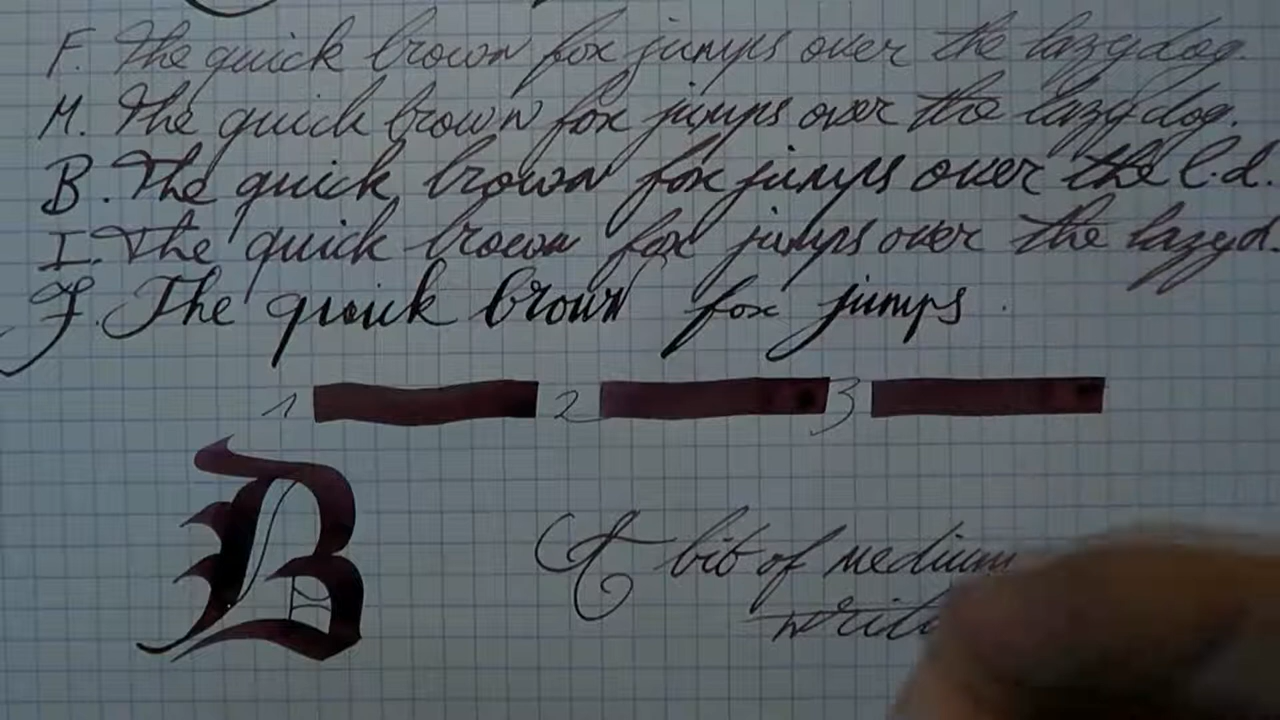 F. The quick brown fox jumps over the lazy dog.
M. The quick brown fox jumps over the lazy dog.
B. The quick brown fox jumps over the l.d.
I. The quick brown fox jumps over the lazy d.
F. The quick brown fox jumps.
1 2 3
B
A bit of medium